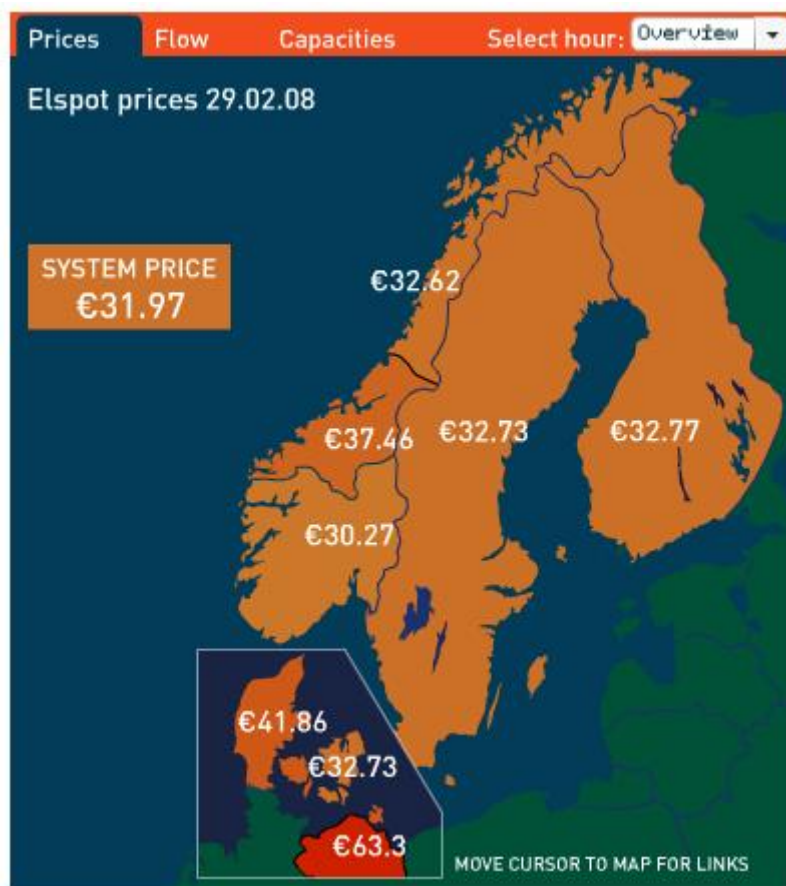 Prices Flow Capacities Select hour: Overview
Elspot prices 29.02.08
SYSTEM PRICE
€31.97
€32.62
€37.46 €32.73 €32.77
€30.27
€41.86
€32.73
€63.3
MOVE CURSOR TO MAP FOR LINKS